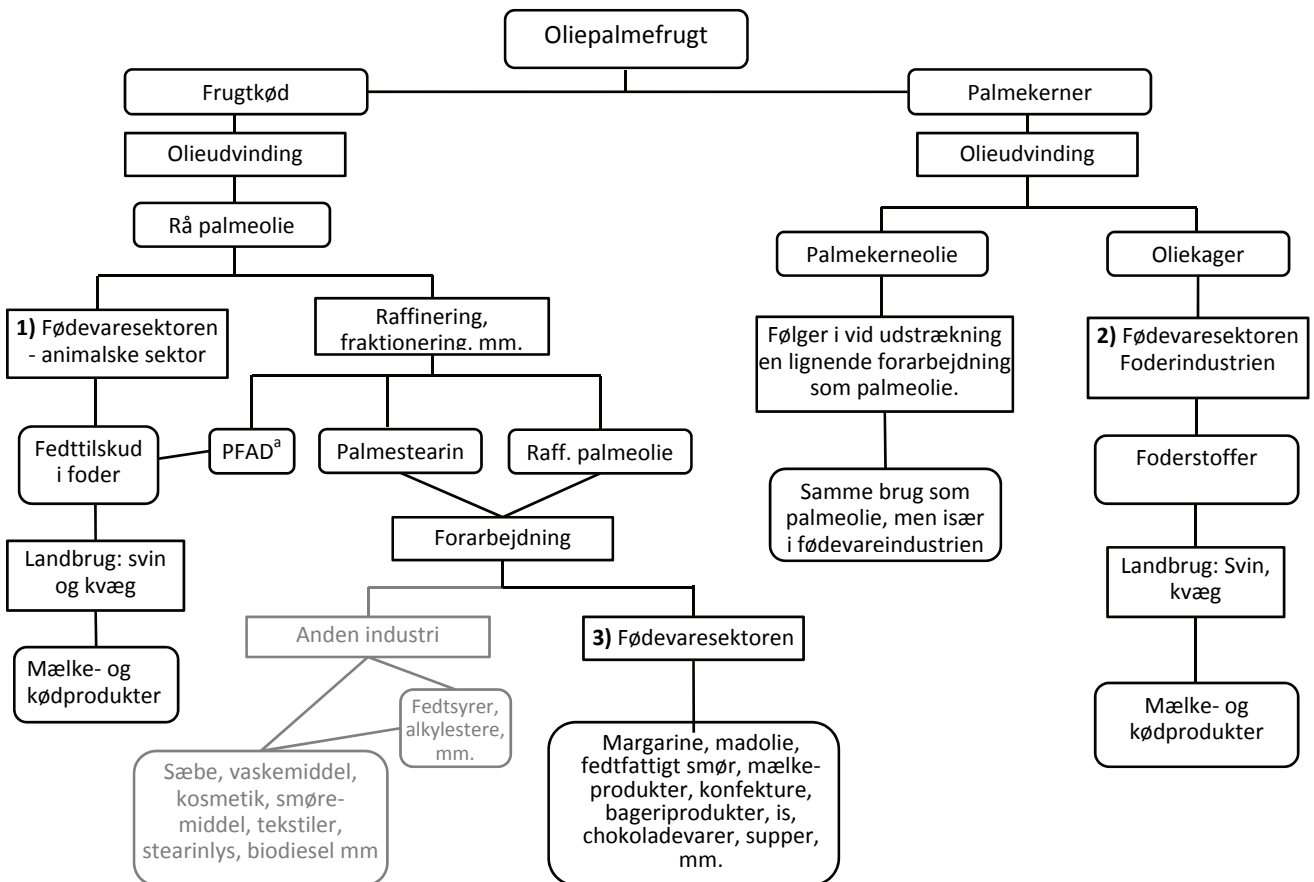 Oliepalmefrugt
Frugtkød
Palmekerner
Olieudvinding
Olieudvinding
Rå palmeolie
Palmekerneolie
Oliekager
1) Fødevaresektoren
- animalske sektor
Raffinering,
fraktionering, mm.
Følger i vid udstrækning
en lignende forarbejdning
som palmeolie.
2) Fødevaresektoren
Foderindustrien
Fedttilskud
i foder
PFADᵃ
Palmestearin
Raff. palmeolie
Samme brug som
palmeolie, men især
i fødevareindustrien
Foderstoffer
Forarbejdning
Landbrug: svin
og kvæg
Landbrug: Svin,
kvæg
Anden industri
3) Fødevaresektoren
Mælke- og
kødprodukter
Fedtsyrer,
alkylestere,
mm.
Mælke- og
kødprodukter
Sæbe, vaskemiddel,
kosmetik, smøre-
middel, tekstiler,
stearinlys, biodiesel mm
Margarine, madolie,
fedtfattigt smør, mælke-
produkter, konfekture,
bageriprodukter, is,
chokoladevarer, supper,
mm.